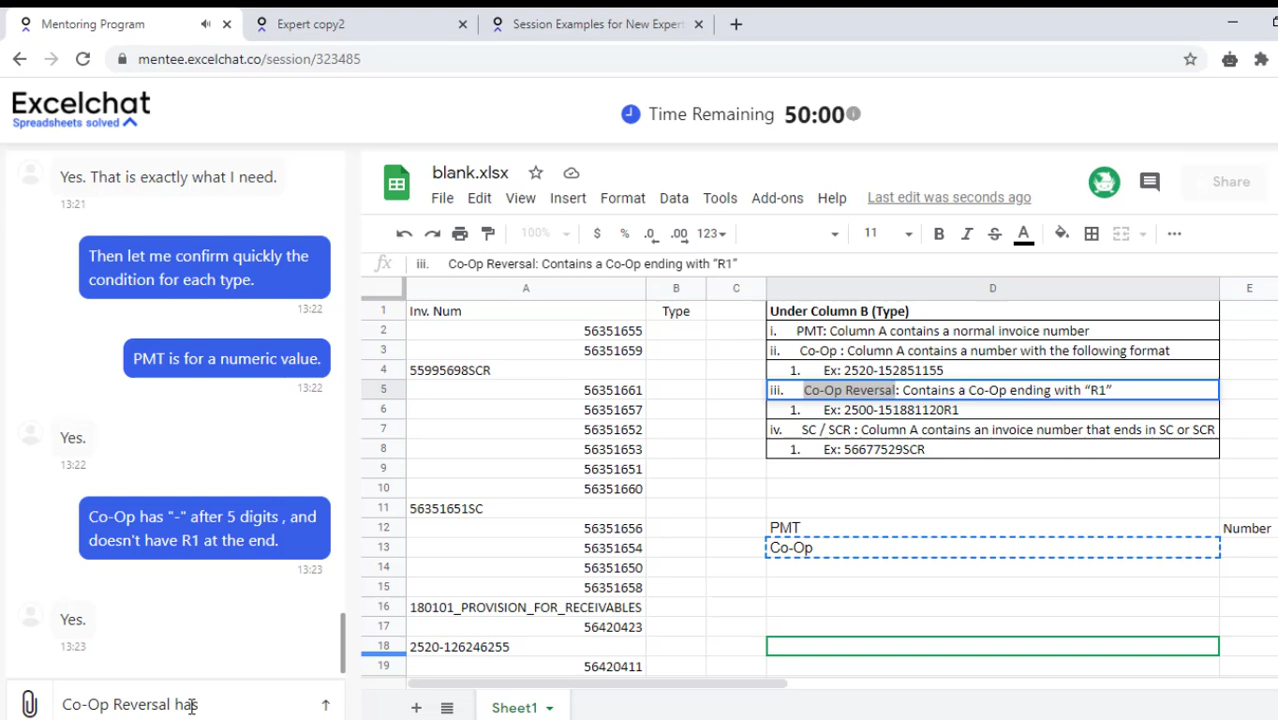 Mentoring Program
Expert copy2
Session Examples for New Expert
mentee.excelchat.co/session/323485
Excelchat
Spreadsheets solved
Time Remaining 50:00
Yes. That is exactly what I need.
13:21
Then let me confirm quickly the
condition for each type.
13:22
PMT is for a numeric value.
13:22
Yes.
13:22
Co-Op has "-" after 5 digits , and
doesn't have R1 at the end.
13:23
Yes.
13:23
Co-Op Reversal has
blank.xlsx
File Edit View Insert Format Data Tools Add-ons Help Last edit was seconds ago
Share
100% $ % .0 .00 123 11 B I S A
fx iii. Co-Op Reversal: Contains a Co-Op ending with “R1”
A B C D E
1 Inv. Num Type Under Column B (Type)
2 56351655 i. PMT: Column A contains a normal invoice number
3 56351659 ii. Co-Op : Column A contains a number with the following format
4 55995698SCR 1. Ex: 2520-152851155
5 56351661 iii. Co-Op Reversal: Contains a Co-Op ending with “R1”
6 56351657 1. Ex: 2500-151881120R1
7 56351652 iv. SC / SCR : Column A contains an invoice number that ends in SC or SCR
8 56351653 1. Ex: 56677529SCR
9 56351651
10 56351660
11 56351651SC
12 56351656 PMT Number
13 56351654 Co-Op
14 56351650
15 56351658
16 180101_PROVISION_FOR_RECEIVABLES
17 56420423
18 2520-126246255
19 56420411
Sheet1